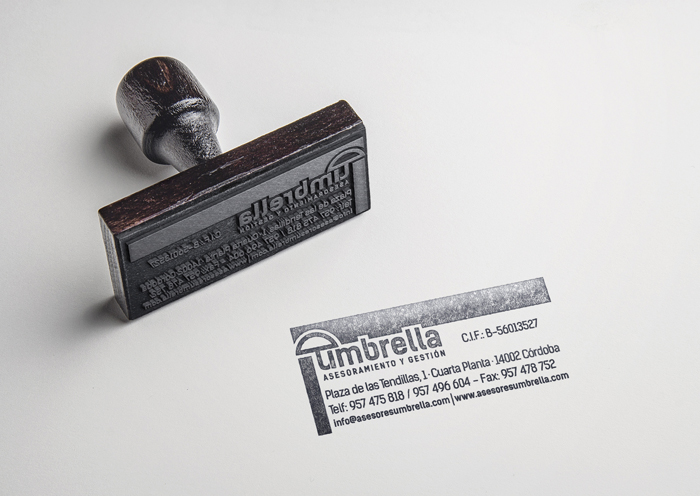 umbrella C.I.F.: B-56013527
ASESORAMIENTO Y GESTIÓN
Plaza de las Tendillas, 1 · Cuarta Planta · 14002 Córdoba
Telf: 957 475 818 / 957 496 604 - Fax: 957 478 752
info@asesoresumbrella.com | www.asesoresumbrella.com